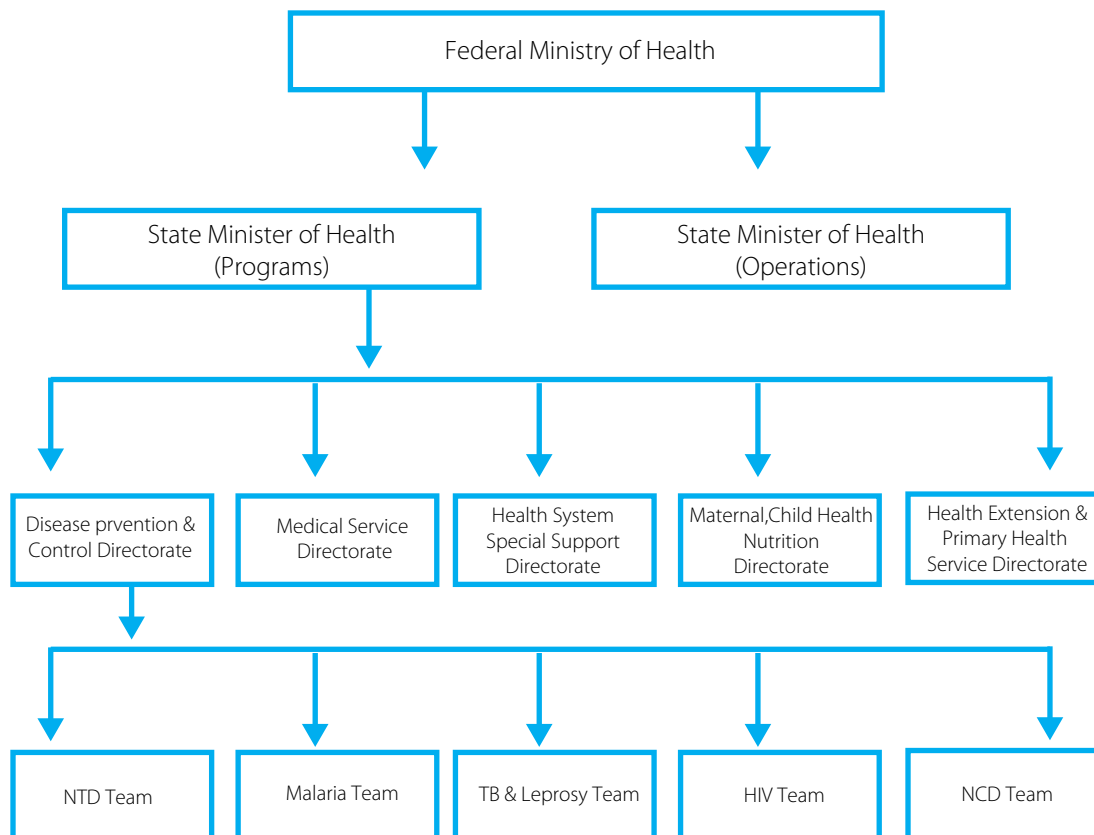 Federal Ministry of Health
State Minister of Health
(Programs)
State Minister of Health
(Operations)
Disease prvention &
Control Directorate
Medical Service
Directorate
Health System
Special Support
Directorate
Maternal,Child Health
Nutrition
Directorate
Health Extension &
Primary Health
Service Directorate
NTD Team
Malaria Team
TB & Leprosy Team
HIV Team
NCD Team